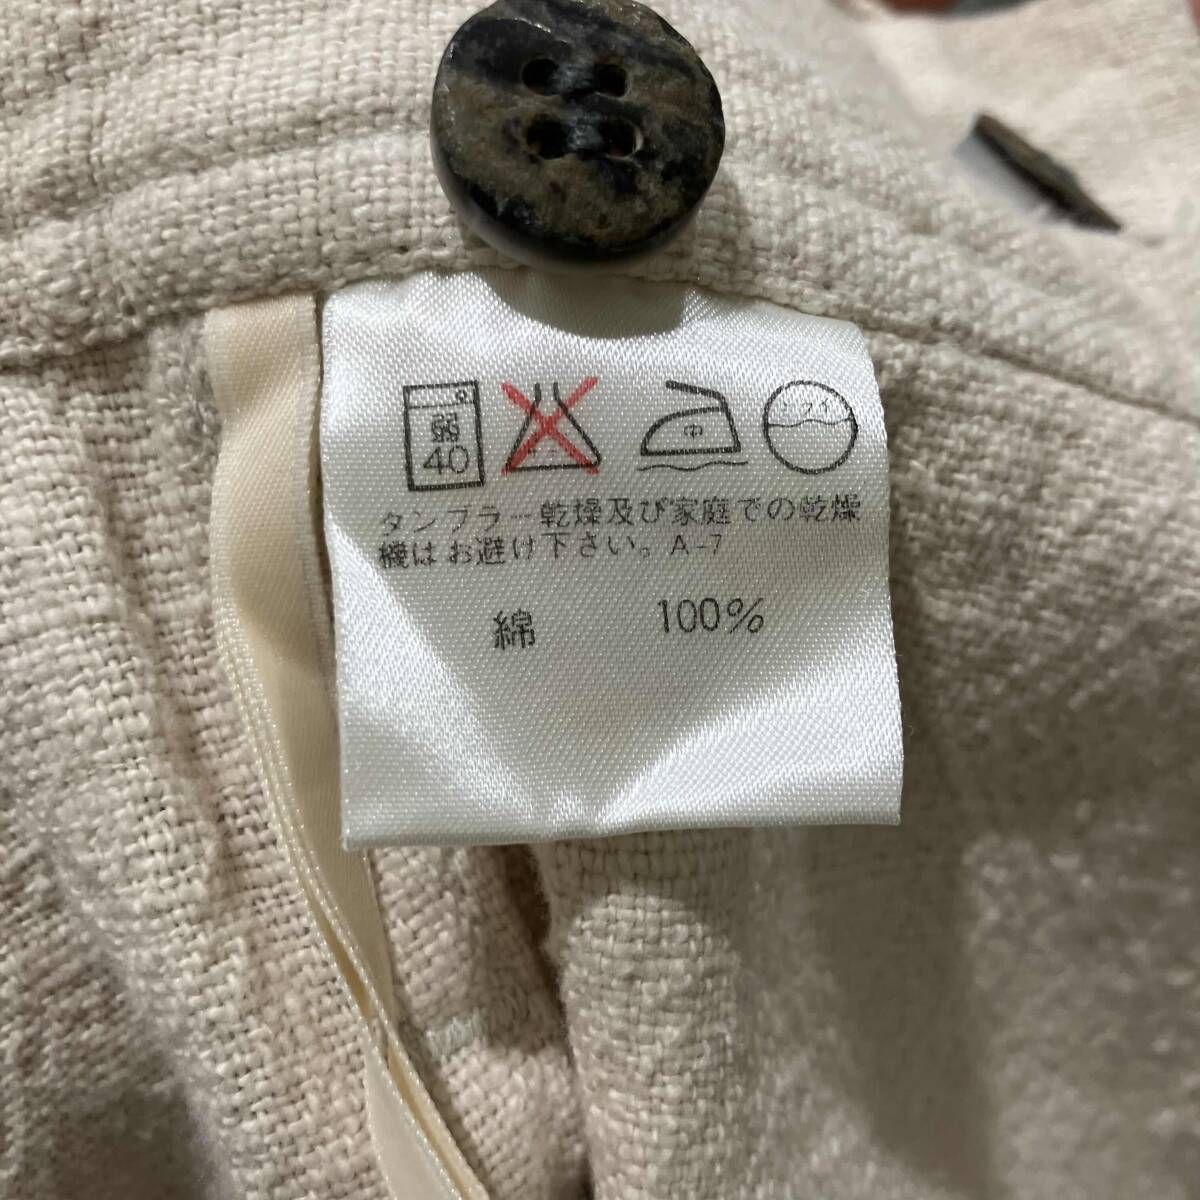 弱 中 ドライ
40
タンブラー乾燥及び家庭での乾燥
機はお避け下さい。A-7
綿 100%